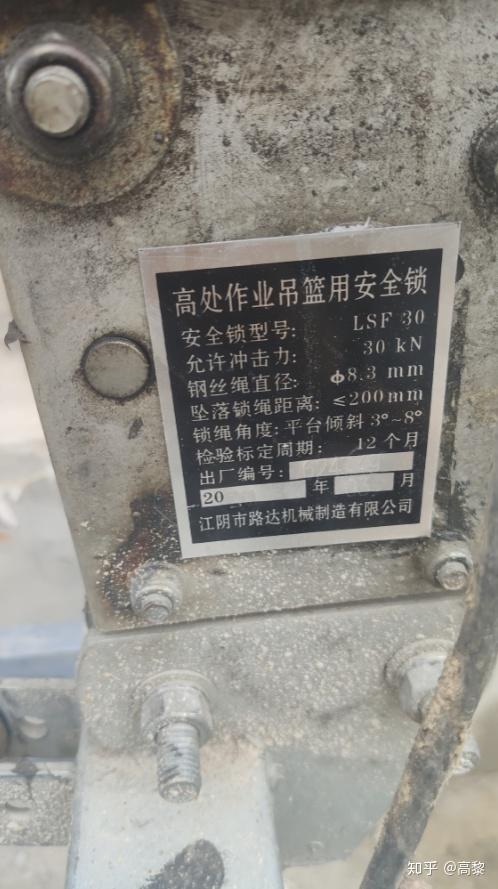 高处作业吊篮用安全锁
安全锁型号: LSF 30
允许冲击力: 30 kN
钢丝绳直径: ф8.3 mm
坠落锁绳距离: ≤200mm
锁绳角度: 平台倾斜 3°~8°
检验标定周期: 12 个月
出厂编号:
20 年 月
江阴市路达机械制造有限公司
知乎 @高黎